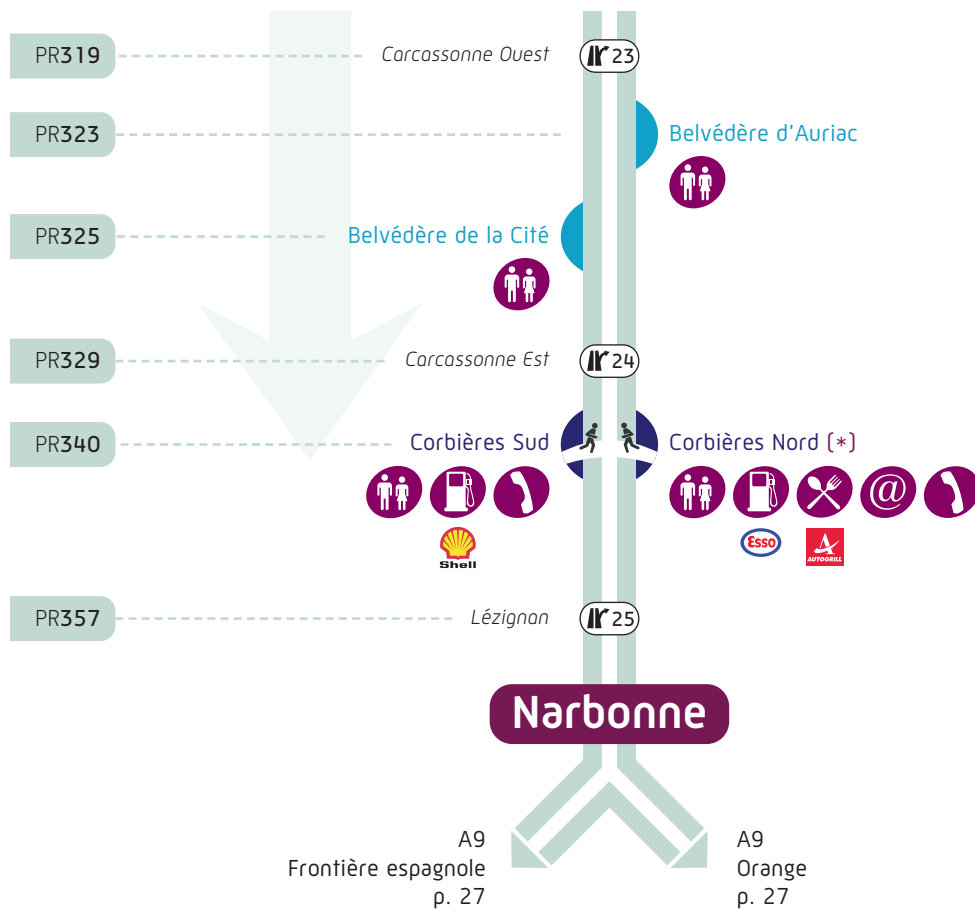 PR319
Carcassonne Ouest
23
PR323
Belvédère d'Auriac
PR325
Belvédère de la Cité
PR329
Carcassonne Est
24
PR340
Corbières Sud
Corbières Nord (*)
@
Shell
Esso
A
AUTOGRILL
PR357
Lézignan
25
Narbonne
A9
Frontière espagnole
p. 27
A9
Orange
p. 27